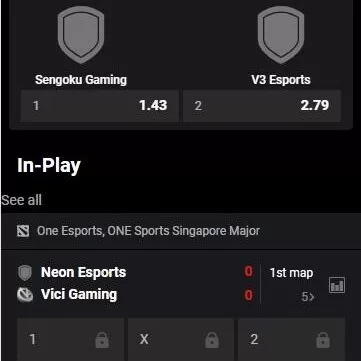 Sengoku Gaming V3 Esports
1 1.43 2 2.79
In-Play
See all
One Esports, ONE Sports Singapore Major
Neon Esports 0 1st map
Vici Gaming 0 5>
1 X 2